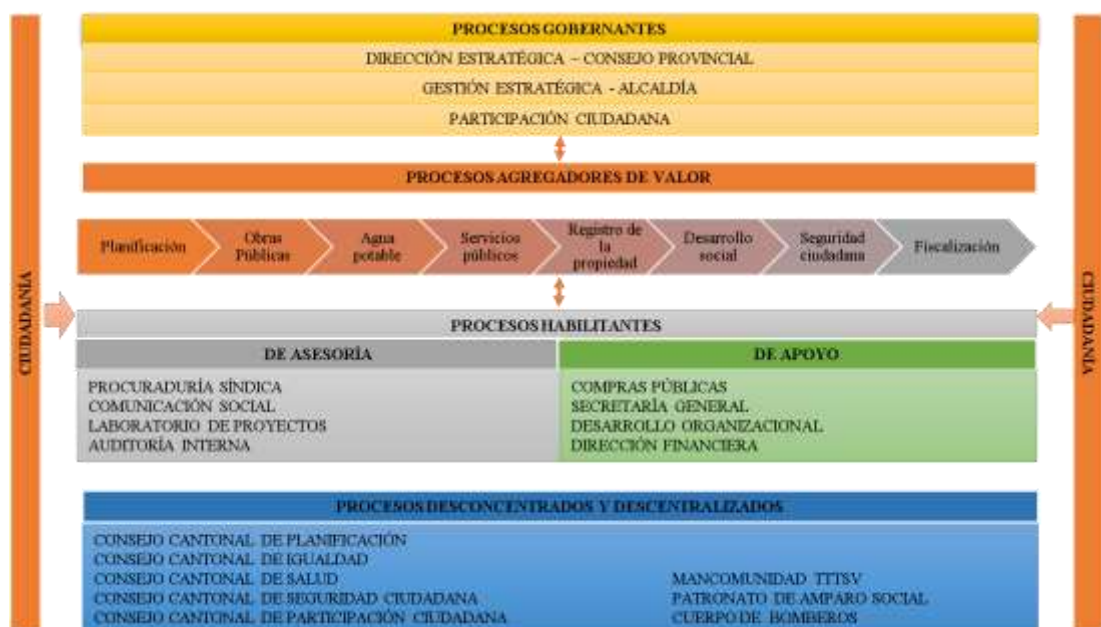 PROCESOS GOBERNANTES
DIRECCIÓN ESTRATÉGICA – CONSEJO PROVINCIAL
GESTIÓN ESTRATÉGICA - ALCALDÍA
PARTICIPACIÓN CIUDADANA
PROCESOS AGREGADORES DE VALOR
Planificación
Obras
Públicas
Agua
potable
Servicios
públicos
Registro de
la
propiedad
Desarrollo
social
Seguridad
ciudadana
Fiscalización
CIUDADANÍA
CIUDADANÍA
PROCESOS HABILITANTES
DE ASESORÍA
PROCURADURÍA SÍNDICA
COMUNICACIÓN SOCIAL
LABORATORIO DE PROYECTOS
AUDITORÍA INTERNA
DE APOYO
COMPRAS PÚBLICAS
SECRETARÍA GENERAL
DESARROLLO ORGANIZACIONAL
DIRECCIÓN FINANCIERA
PROCESOS DESCONCENTRADOS Y DESCENTRALIZADOS
CONSEJO CANTONAL DE PLANIFICACIÓN
CONSEJO CANTONAL DE IGUALDAD
CONSEJO CANTONAL DE SALUD
CONSEJO CANTONAL DE SEGURIDAD CIUDADANA
CONSEJO CANTONAL DE PARTICIPACIÓN CIUDADANA
MANCOMUNIDAD TTTSV
PATRONATO DE AMPARO SOCIAL
CUERPO DE BOMBEROS